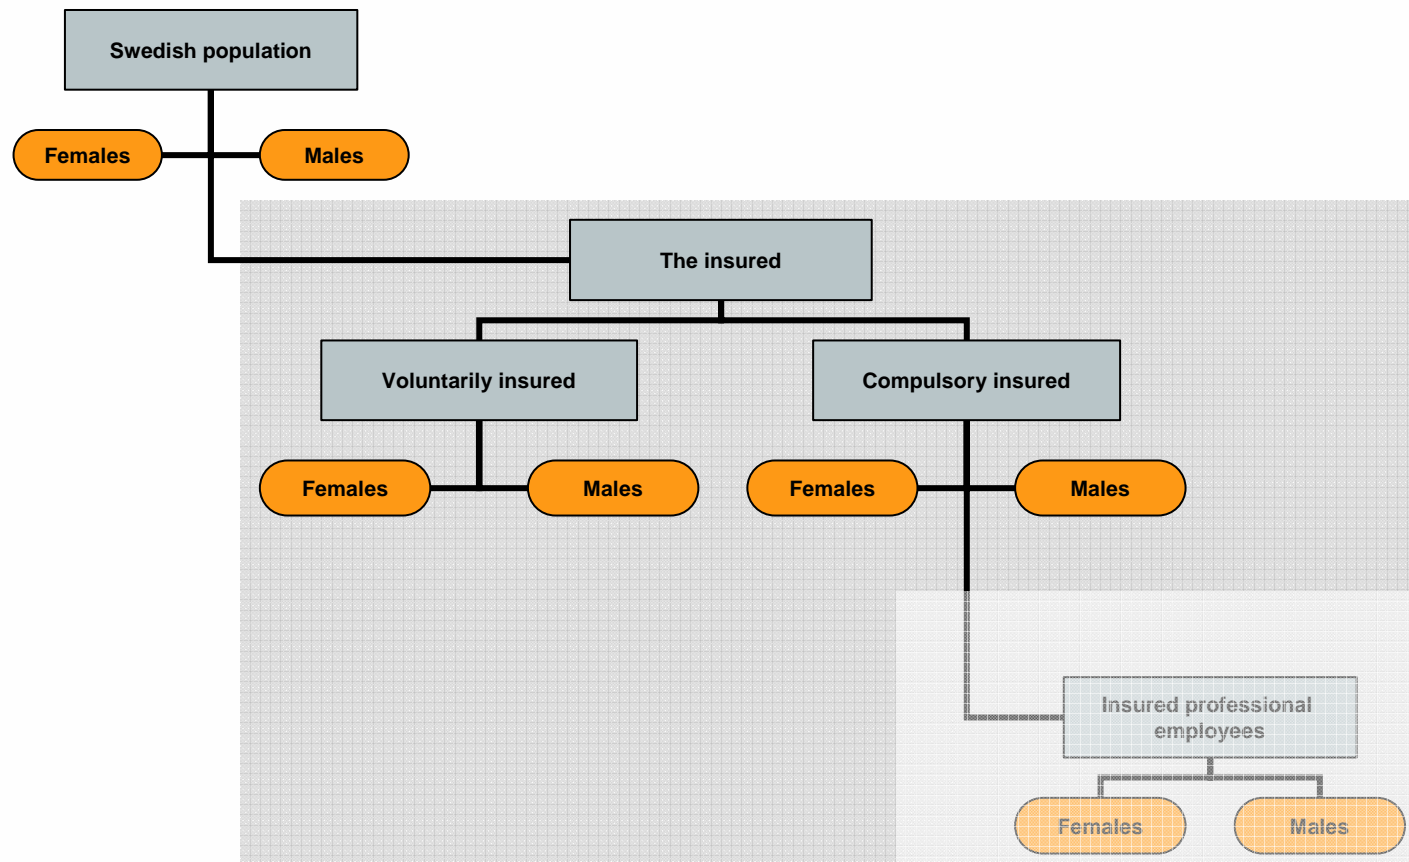 Swedish population
Females
Males
The insured
Voluntarily insured
Compulsory insured
Females
Males
Females
Males
Insured professional
employees
Females
Males